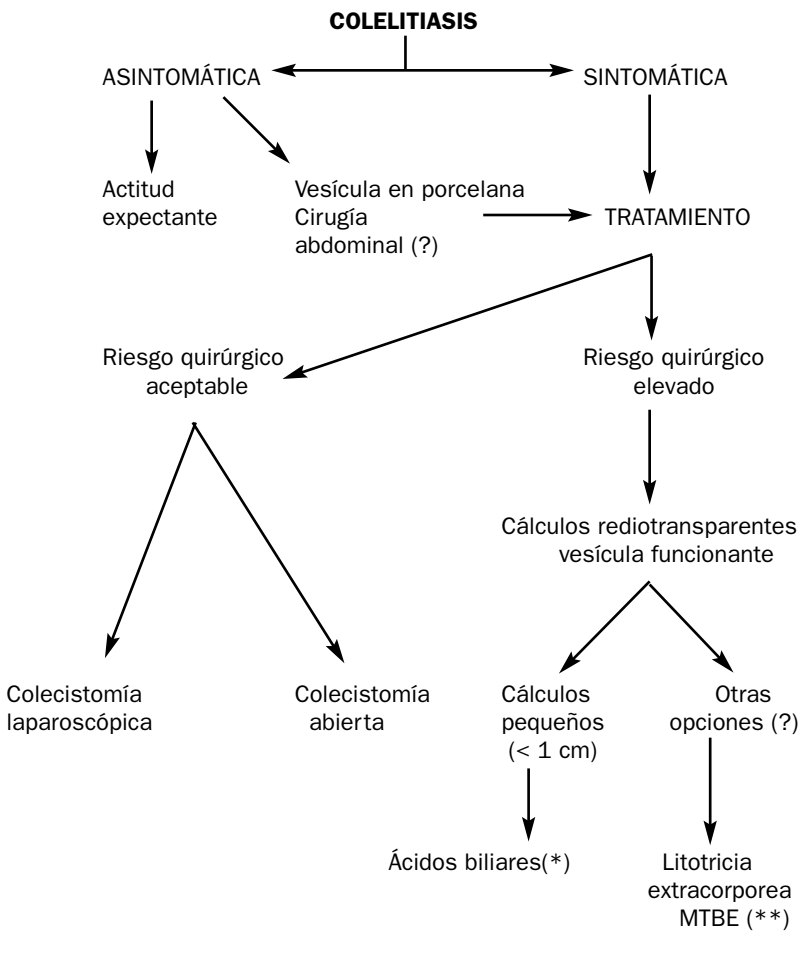 COLELITIASIS
ASINTOMÁTICA
SINTOMÁTICA
Actitud
expectante
Vesícula en porcelana
Cirugía
abdominal (?)
TRATAMIENTO
Riesgo quirúrgico
aceptable
Riesgo quirúrgico
elevado
Cálculos rediotransparentes
vesícula funcionante
Colecistomía
laparoscópica
Colecistomía
abierta
Cálculos
pequeños
(< 1 cm)
Otras
opciones (?)
Ácidos biliares(*)
Litotricia
extracorporea
MTBE (**)